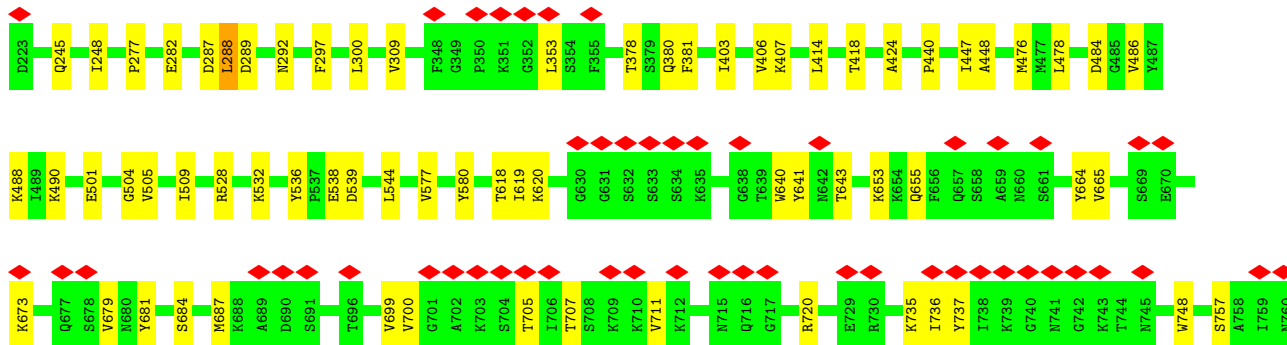 D223 Q245 I248 P277 E282 D287 L288 D289 N292 F297 L300 V309 F348 G349 P350 K351 G352 L353 S354 F355 T378 S379 Q380 F381 I403 V406 K407 L414 T418 A424 P440 I447 A448 M476 M477 L478 D484 G485 V486 Y487
K488 I489 K490 E501 G504 V505 I509 R528 K532 Y536 P537 E538 D539 L544 V577 Y580 T618 I619 K620 G630 G631 S632 S633 S634 K635 G638 T639 W640 Y641 N642 T643 K653 K654 Q655 F656 Q657 S658 A659 N660 S661 Y664 V665 S669 E670
K673 Q677 S678 V679 N680 Y681 S684 M687 K688 A689 D690 S691 T696 V699 V700 G701 A702 K703 S704 T705 I706 T707 S708 K709 K710 V711 K712 N715 Q716 G717 R720 E729 R730 K735 I736 Y737 I738 K739 G740 N741 G742 K743 T744 N745 W748 S757 A758 I759